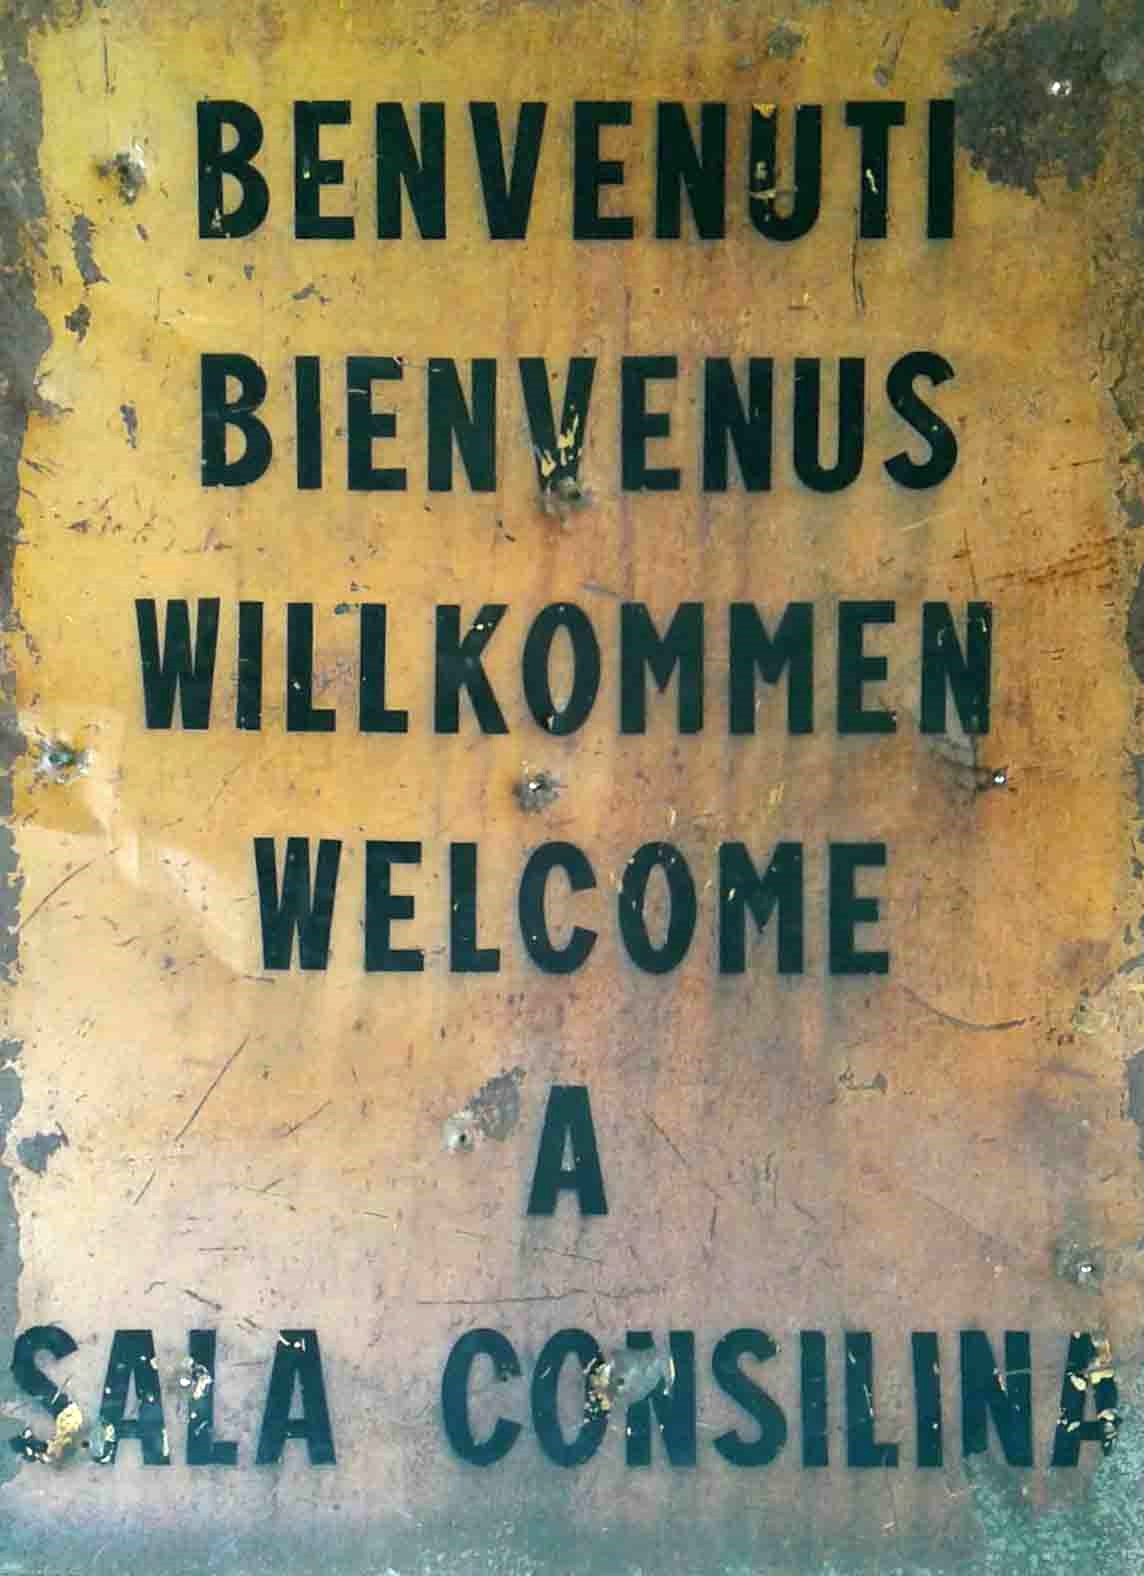 BENVENUTI
BIENVENUS
WILLKOMMEN
WELCOME
A
SALA CONSILINA